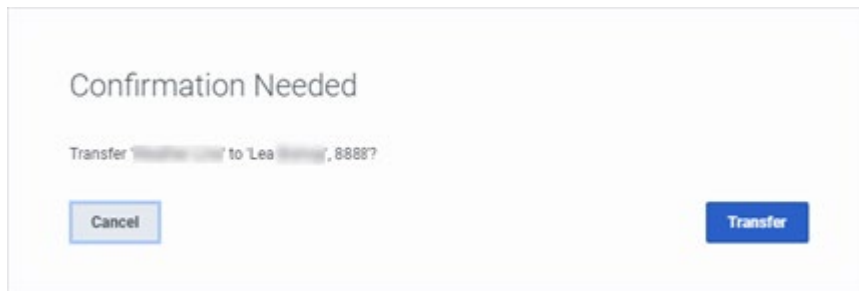 Confirmation Needed
Transfer '' to 'Lea ', 8888'?
Cancel
Transfer